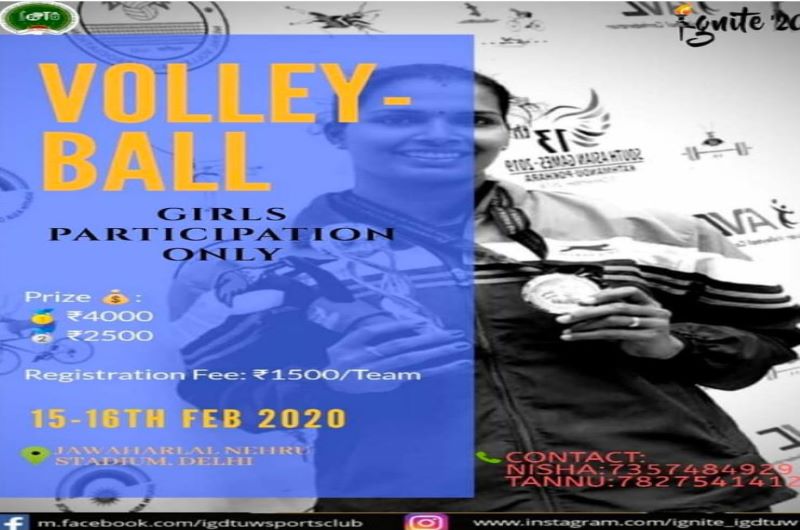 Ignite '20
VOLLEY-
BALL
GIRLS
PARTICIPATION
ONLY
Prize 💰 :
🥇 ₹4000
🥈 ₹2500
Registration Fee: ₹1500/Team
15-16TH FEB 2020
JAWAHARLAL NEHRU
STADIUM, DELHI
13th
SOUTH ASIAN GAMES - 2019
KATHMANDU-POKHARA
CONTACT:
NISHA:7357484929
TANNU:7827541412
m.facebook.com/igdtuwsportsclub
www.instagram.com/ignite_igdtuw